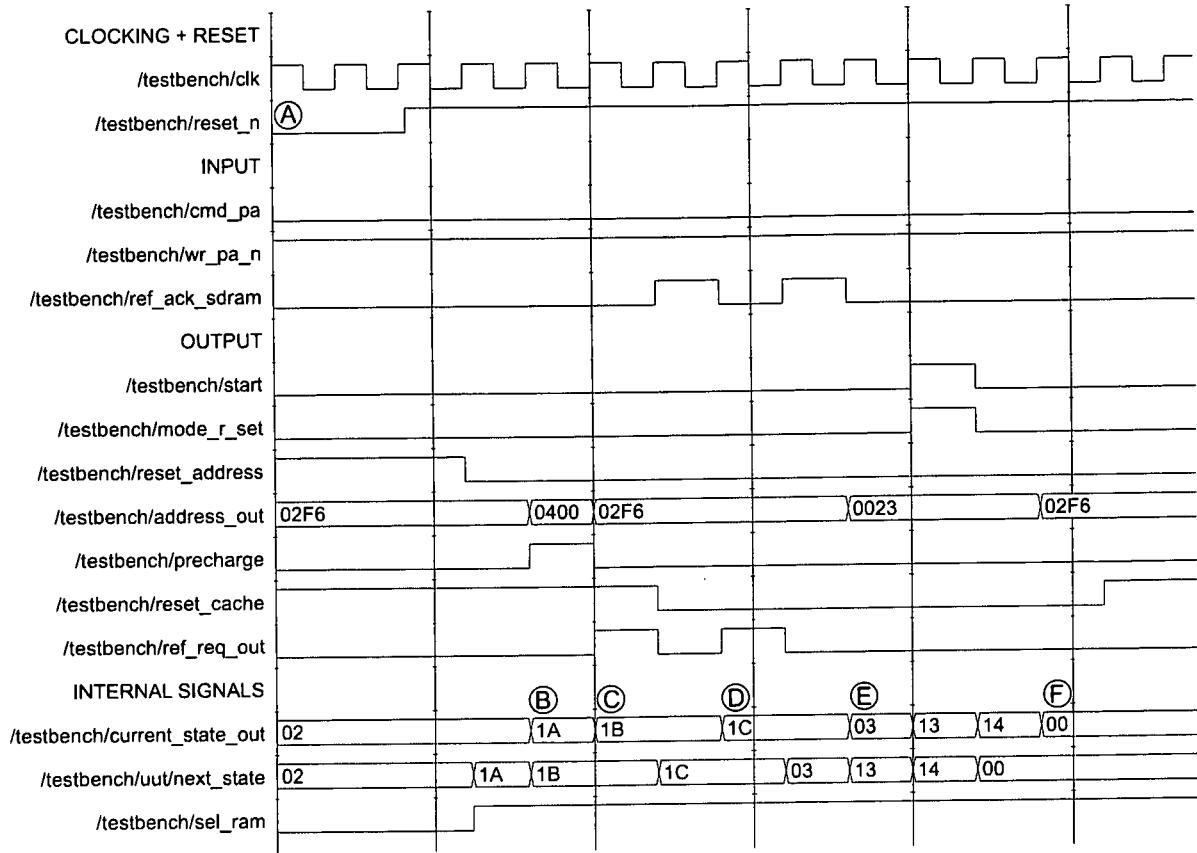 CLOCKING + RESET
/testbench/clk
/testbench/reset_n A
INPUT
/testbench/cmd_pa
/testbench/wr_pa_n
/testbench/ref_ack_sdram
OUTPUT
/testbench/start
/testbench/mode_r_set
/testbench/reset_address
/testbench/address_out 02F6 0400 02F6 0023 02F6
/testbench/precharge
/testbench/reset_cache
/testbench/ref_req_out
INTERNAL SIGNALS B C D E F
/testbench/current_state_out 02 1A 1B 1C 03 13 14 00
/testbench/uut/next_state 02 1A 1B 1C 03 13 14 00
/testbench/sel_ram